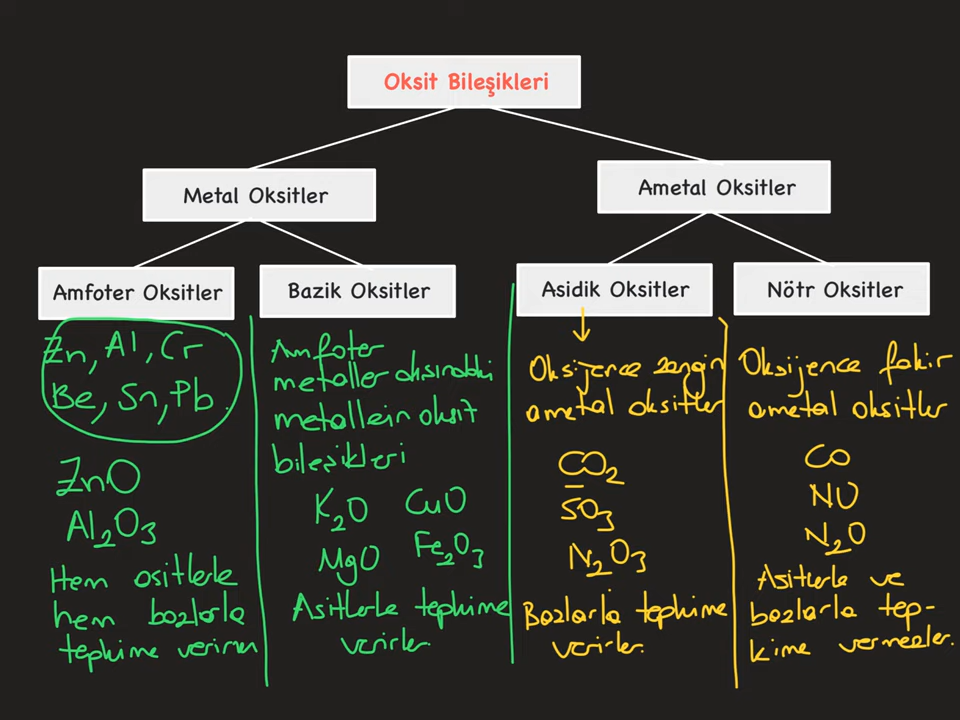 Oksit Bileşikleri
Metal Oksitler
Ametal Oksitler
Amfoter Oksitler
Zn, Al, Cr
Be, Sn, Pb.
ZnO
Al₂O₃
Hem asitlerle
hem bazlarla
tepkime verirler
Bazik Oksitler
Amfoter
metaller dışındaki
metallerin oksit
bileşikleri
K₂O CuO
MgO Fe₂O₃
Asitlerle tepkime
verirler.
Asidik Oksitler
Oksijence zengin
ametal oksitler
CO₂
SO₃
N₂O₃
Bazlarla tepkime
verirler.
Nötr Oksitler
Oksijence fakir
ametal oksitler
CO
NO
N₂O
Asitlerle ve
bazlarla tep-
kime vermezler.